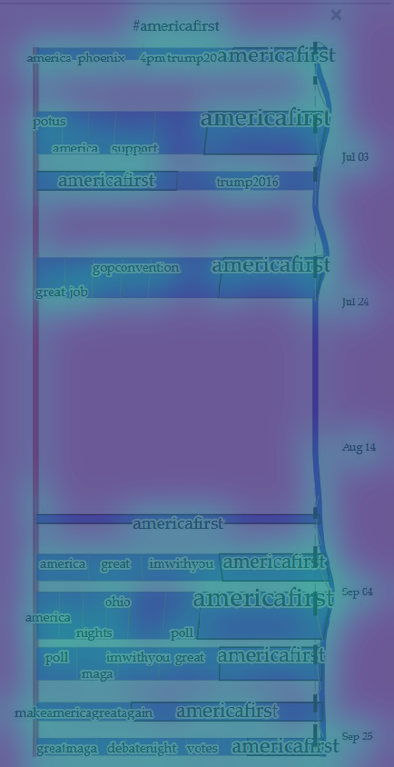 #americafirst
america phoenix 4pm trump20 americafirst
potus americafirst
america support
Jul 03
americafirst trump2016
gopconvention americafirst
great job
Jul 24
Aug 14
americafirst
america great imwithyou americafirst
Sep 04
ohio americafirst
america
nights poll
poll imwithyou great americafirst
maga
makeamericagreatagain americafirst
Sep 25
greatmaga debatenight votes americafirst